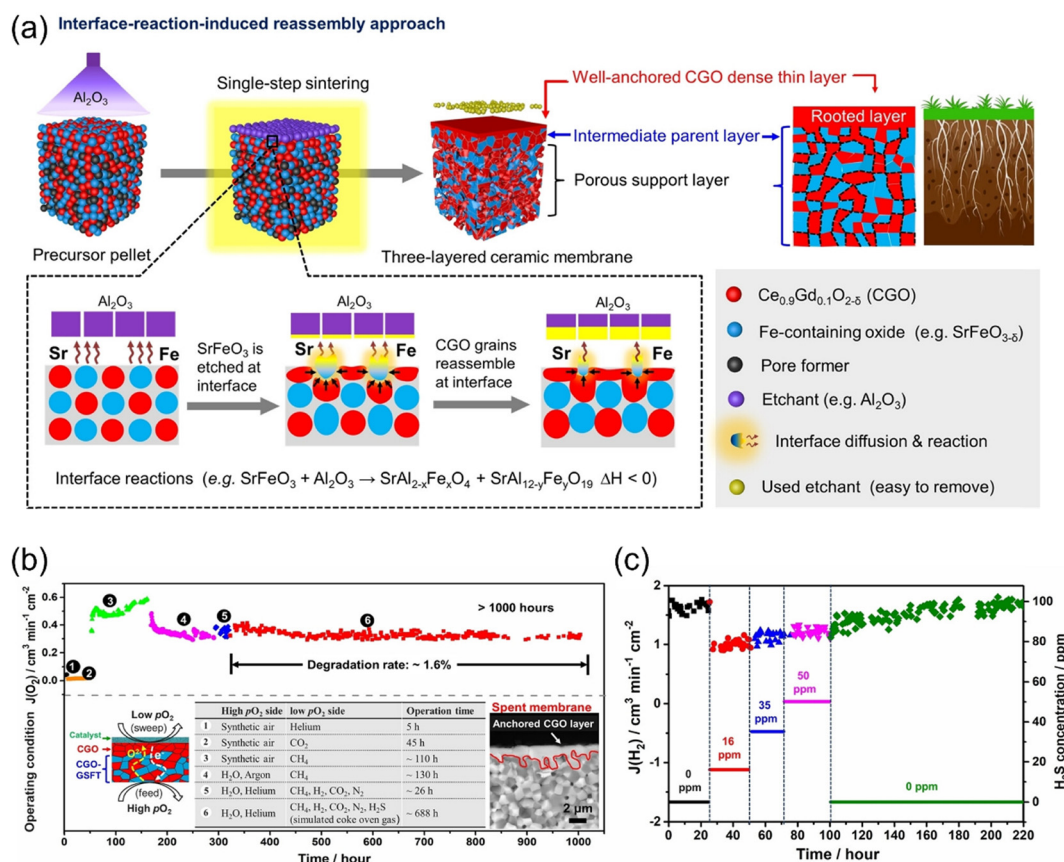 (a) Interface-reaction-induced reassembly approach
Al₂O₃
Single-step sintering
Well-anchored CGO dense thin layer
Intermediate parent layer
Porous support layer
Rooted layer
Precursor pellet
Three-layered ceramic membrane
Al₂O₃
Sr Fe
SrFeO₃ is
etched at
interface
Al₂O₃
Sr Fe
CGO grains
reassemble
at interface
Al₂O₃
Sr Fe
Interface reactions (e.g. SrFeO₃ + Al₂O₃ → SrAl₂₋ₓFeₓO₄ + SrAl₁₂₋yFeyO₁₉ ΔH < 0)
Ce₀.₉Gd₀.₁O₂₋δ (CGO)
Fe-containing oxide (e.g. SrFeO₃₋δ)
Pore former
Etchant (e.g. Al₂O₃)
Interface diffusion & reaction
Used etchant (easy to remove)
(b)
Operating condition J(O₂) / cm³ min⁻¹ cm⁻²
0.6
0.4
0.2
0.0
1 2 3 4 5 6
> 1000 hours
Degradation rate: ~ 1.6%
Low pO₂
(sweep)
Catalyst
CGO
CGO-
GSFT
(feed)
High pO₂
High pO₂ side low pO₂ side Operation time
1 Synthetic air Helium 5 h
2 Synthetic air CO₂ 45 h
3 Synthetic air CH₄ ~ 110 h
4 H₂O, Argon CH₄ ~ 130 h
5 H₂O, Helium CH₄, H₂, CO₂, N₂ ~ 26 h
6 H₂O, Helium CH₄, H₂, CO₂, N₂, H₂S
(simulated coke oven gas) ~ 688 h
Spent membrane
Anchored CGO layer
2 μm
0 100 200 300 400 500 600 700 800 900 1000
Time / hour
(c)
J(H₂) / cm³ min⁻¹ cm⁻²
2
1
0
-1
-2
0
ppm
16
ppm
35
ppm
50
ppm
0 ppm
100
80
60
40
20
0
H₂S concentration / ppm
0 20 40 60 80 100 120 140 160 180 200 220
Time / hour